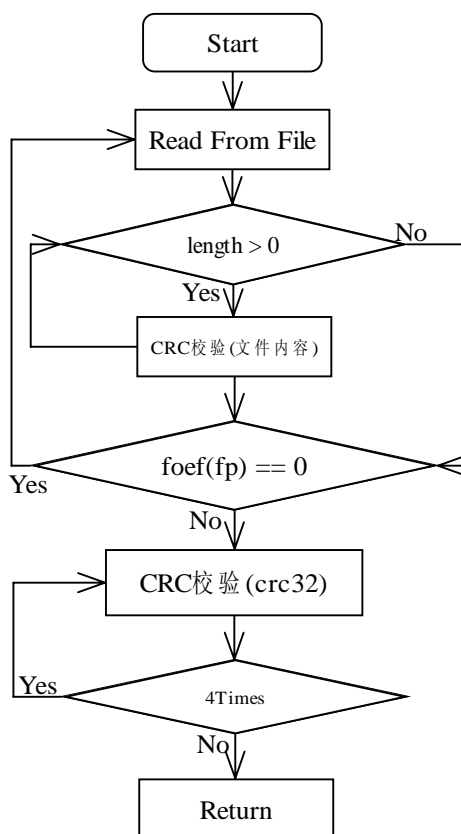 Start
Read From File
length > 0
No
Yes
CRC校验(文件内容)
foef(fp) == 0
Yes
No
CRC校验(crc32)
4Times
Yes
No
Return